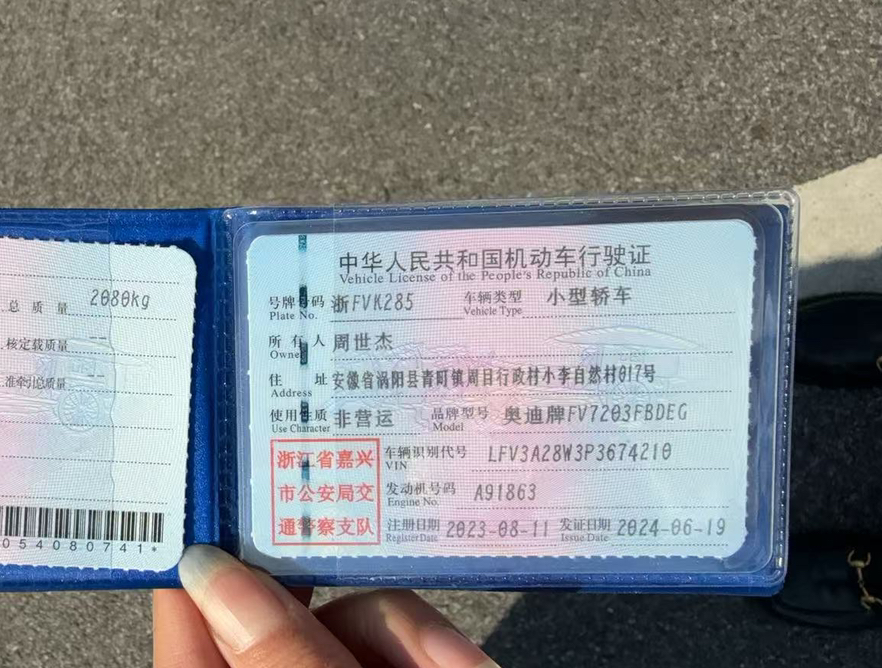 总质量 2080kg
核定载质量 --
准牵引总质量 --
054080741*
中华人民共和国机动车行驶证
Vehicle License of the People's Republic of China
号牌号码 浙FVK285 车辆类型 小型轿车
Plate No. Vehicle Type
所有人 周世杰
Owner
住址 安徽省涡阳县青町镇周目行政村小李自然村017号
Address
使用性质 非营运 品牌型号 奥迪牌FV7203FBDEG
Use Character Model
浙江省嘉兴
市公安局交
通警察支队
车辆识别代号 LFV3A28W3P3674210
VIN
发动机号码 A91863
Engine No.
注册日期 2023-08-11 发证日期 2024-06-19
Register Date Issue Date